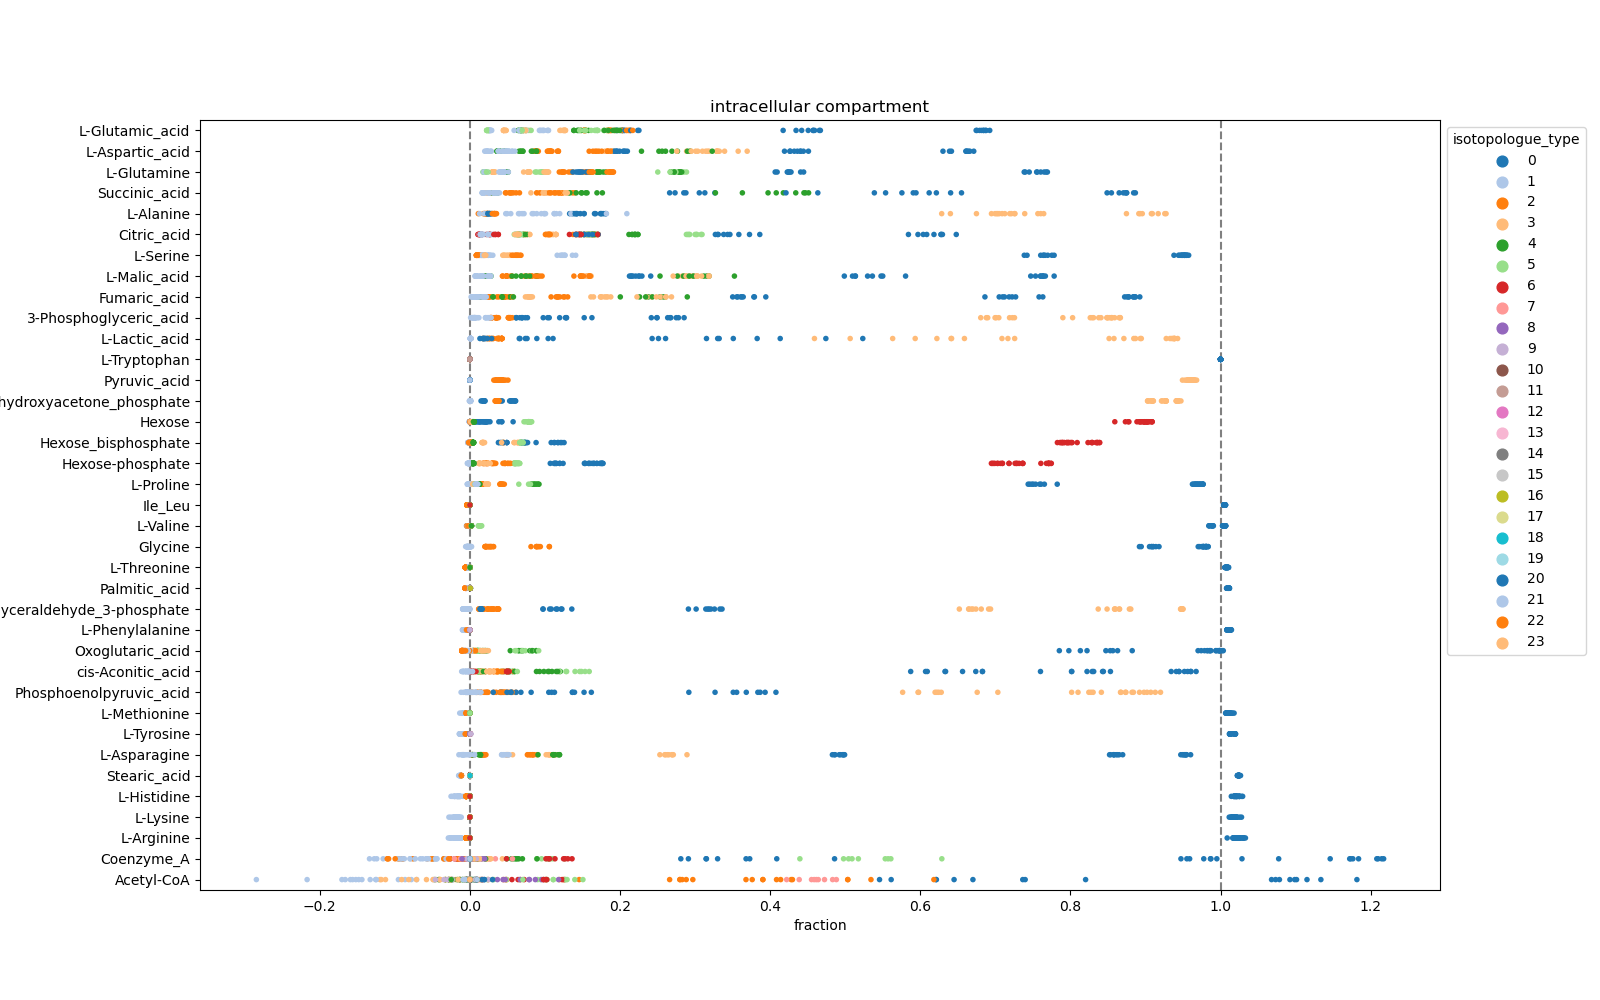 intracellular compartment
L-Glutamic_acid
L-Aspartic_acid
L-Glutamine
Succinic_acid
L-Alanine
Citric_acid
L-Serine
L-Malic_acid
Fumaric_acid
3-Phosphoglyceric_acid
L-Lactic_acid
L-Tryptophan
Pyruvic_acid
hydroxyacetone_phosphate
Hexose
Hexose_bisphosphate
Hexose-phosphate
L-Proline
Ile_Leu
L-Valine
Glycine
L-Threonine
Palmitic_acid
yceraldehyde_3-phosphate
L-Phenylalanine
Oxoglutaric_acid
cis-Aconitic_acid
Phosphoenolpyruvic_acid
L-Methionine
L-Tyrosine
L-Asparagine
Stearic_acid
L-Histidine
L-Lysine
L-Arginine
Coenzyme_A
Acetyl-CoA
−0.2 0.0 0.2 0.4 0.6 0.8 1.0 1.2
fraction
isotopologue_type
0
1
2
3
4
5
6
7
8
9
10
11
12
13
14
15
16
17
18
19
20
21
22
23